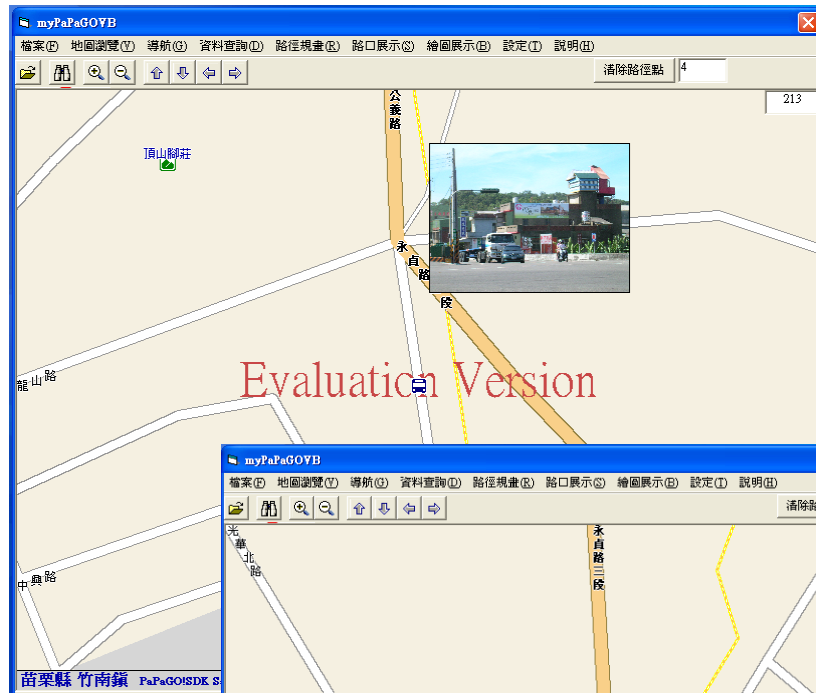 myPaPaGOVB
檔案(F) 地圖瀏覽(V) 導航(G) 資料查詢(D) 路徑規畫(R) 路口展示(S) 繪圖展示(B) 設定(T) 說明(H)
清除路徑點 4
213
公義路
頂山腳莊
永貞路
段
Evaluation Version
龍山路
中興路
苗栗縣 竹南鎮 PaPaGO!SDK S
myPaPaGOVB
檔案(F) 地圖瀏覽(V) 導航(G) 資料查詢(D) 路徑規畫(R) 路口展示(S) 繪圖展示(B) 設定(T) 說明(H)
清除路
光華北路
永貞路三段